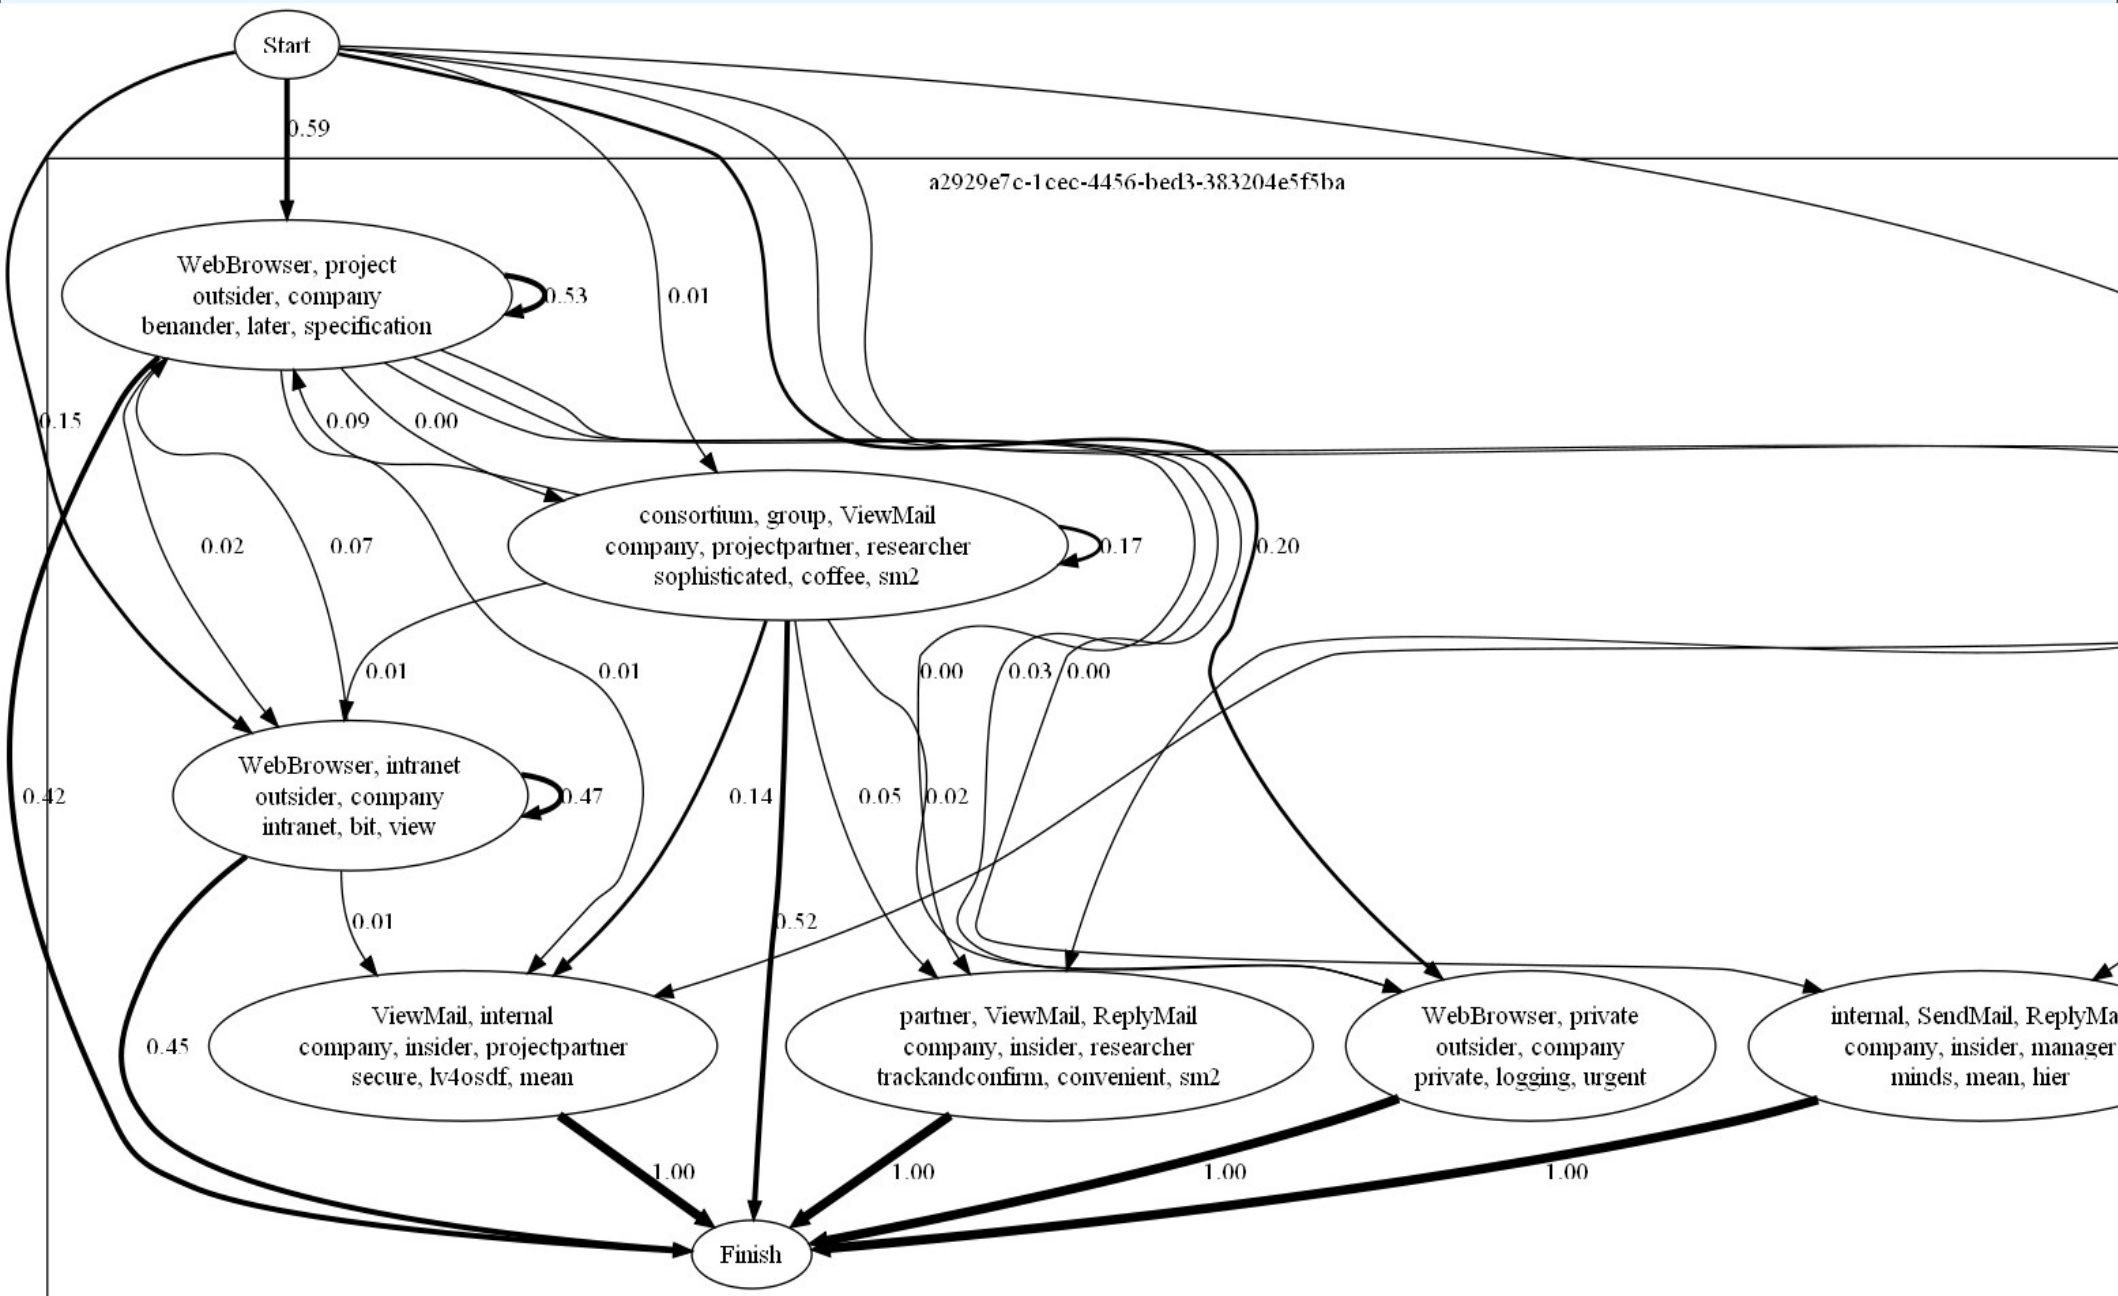 Start
0.59
a2929e7c-1cec-4456-bed3-383204e5f5ba
WebBrowser, project
outsider, company
benander, later, specification
0.53
0.01
0.15
0.09
0.00
consortium, group, ViewMail
company, projectpartner, researcher
sophisticated, coffee, sm2
0.02
0.07
0.17
0.20
0.01
0.01
0.00
0.03
0.00
WebBrowser, intranet
outsider, company
intranet, bit, view
0.42
0.47
0.14
0.05
0.02
0.01
0.52
ViewMail, internal
company, insider, projectpartner
secure, lv4osdf, mean
partner, ViewMail, ReplyMail
company, insider, researcher
trackandconfirm, convenient, sm2
WebBrowser, private
outsider, company
private, logging, urgent
internal, SendMail, ReplyMa
company, insider, manager
minds, mean, hier
0.45
1.00
1.00
1.00
1.00
Finish